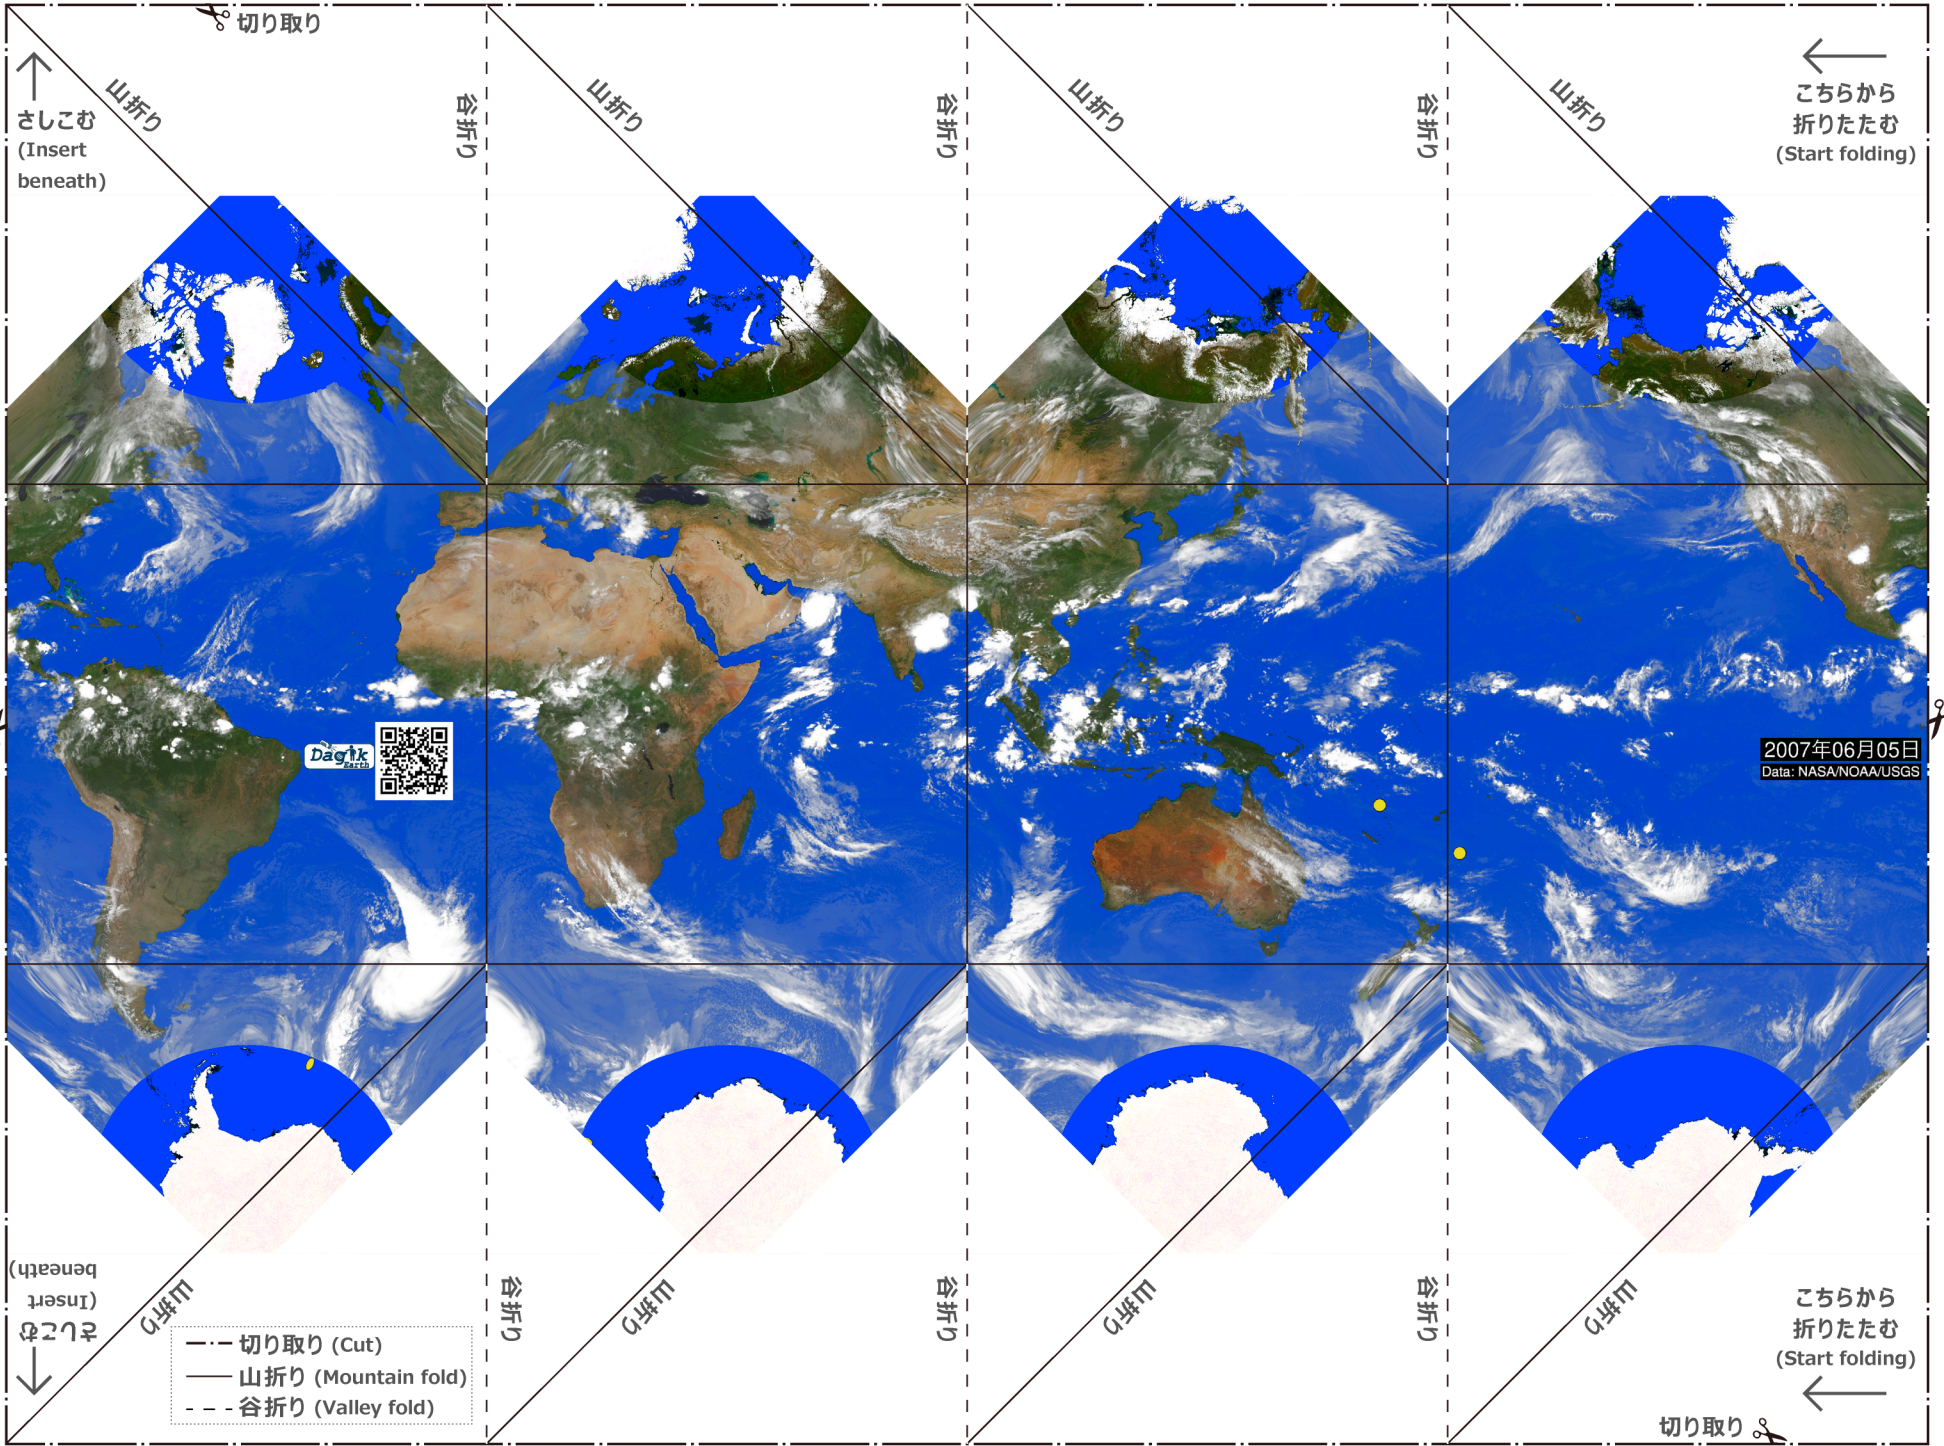 切り取り
山折り
谷折り
山折り
谷折り
山折り
谷折り
山折り
さしこむ
(Insert
beneath)
こちらから
折りたたむ
(Start folding)
Dagik
Earth
2007年06月05日
Data: NASA/NOAA/USGS
さしこむ
(Insert
beneath)
山折り
谷折り
山折り
谷折り
山折り
谷折り
山折り
こちらから
折りたたむ
(Start folding)
切り取り (Cut)
山折り (Mountain fold)
谷折り (Valley fold)
切り取り